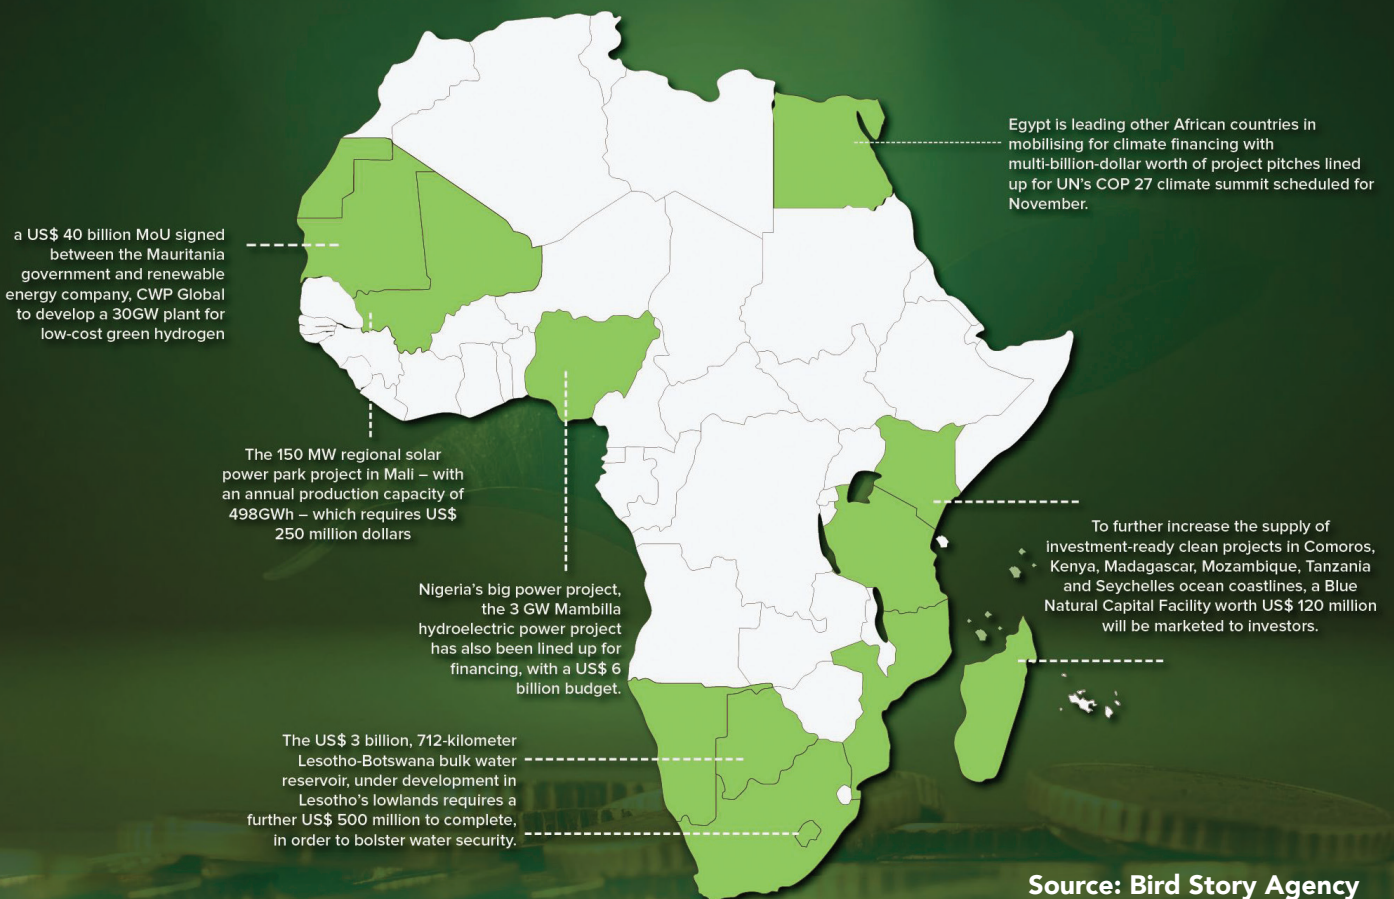 Egypt is leading other African countries in
mobilising for climate financing with
multi-billion-dollar worth of project pitches lined
up for UN's COP 27 climate summit scheduled for
November.
a US$ 40 billion MoU signed
between the Mauritania
government and renewable
energy company, CWP Global
to develop a 30GW plant for
low-cost green hydrogen
The 150 MW regional solar
power park project in Mali – with
an annual production capacity of
498GWh – which requires US$
250 million dollars
To further increase the supply of
investment-ready clean projects in Comoros,
Kenya, Madagascar, Mozambique, Tanzania
and Seychelles ocean coastlines, a Blue
Natural Capital Facility worth US$ 120 million
will be marketed to investors.
Nigeria's big power project,
the 3 GW Mambilla
hydroelectric power project
has also been lined up for
financing, with a US$ 6
billion budget.
The US$ 3 billion, 712-kilometer
Lesotho-Botswana bulk water
reservoir, under development in
Lesotho's lowlands requires a
further US$ 500 million to complete,
in order to bolster water security.
Source: Bird Story Agency